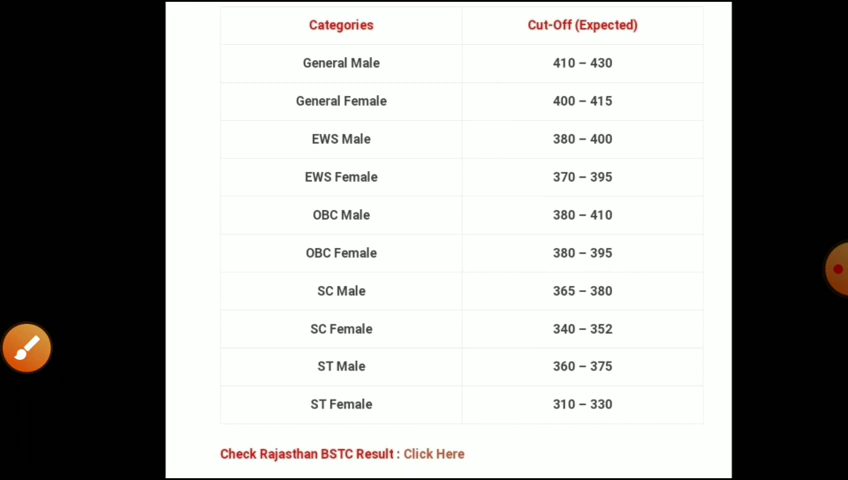 Categories Cut-Off (Expected)
General Male 410 – 430
General Female 400 – 415
EWS Male 380 – 400
EWS Female 370 – 395
OBC Male 380 – 410
OBC Female 380 – 395
SC Male 365 – 380
SC Female 340 – 352
ST Male 360 – 375
ST Female 310 – 330
Check Rajasthan BSTC Result : Click Here